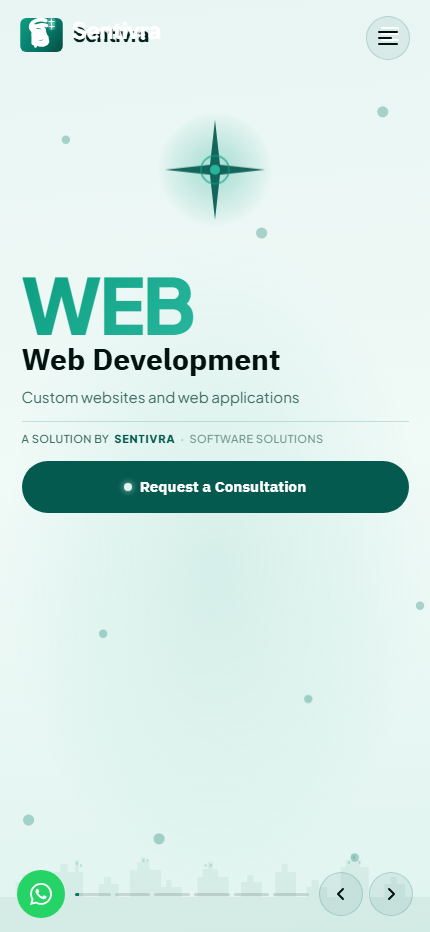 Sentivra
WEB
Web Development
Custom websites and web applications
A SOLUTION BY SENTIVRA · SOFTWARE SOLUTIONS
Request a Consultation